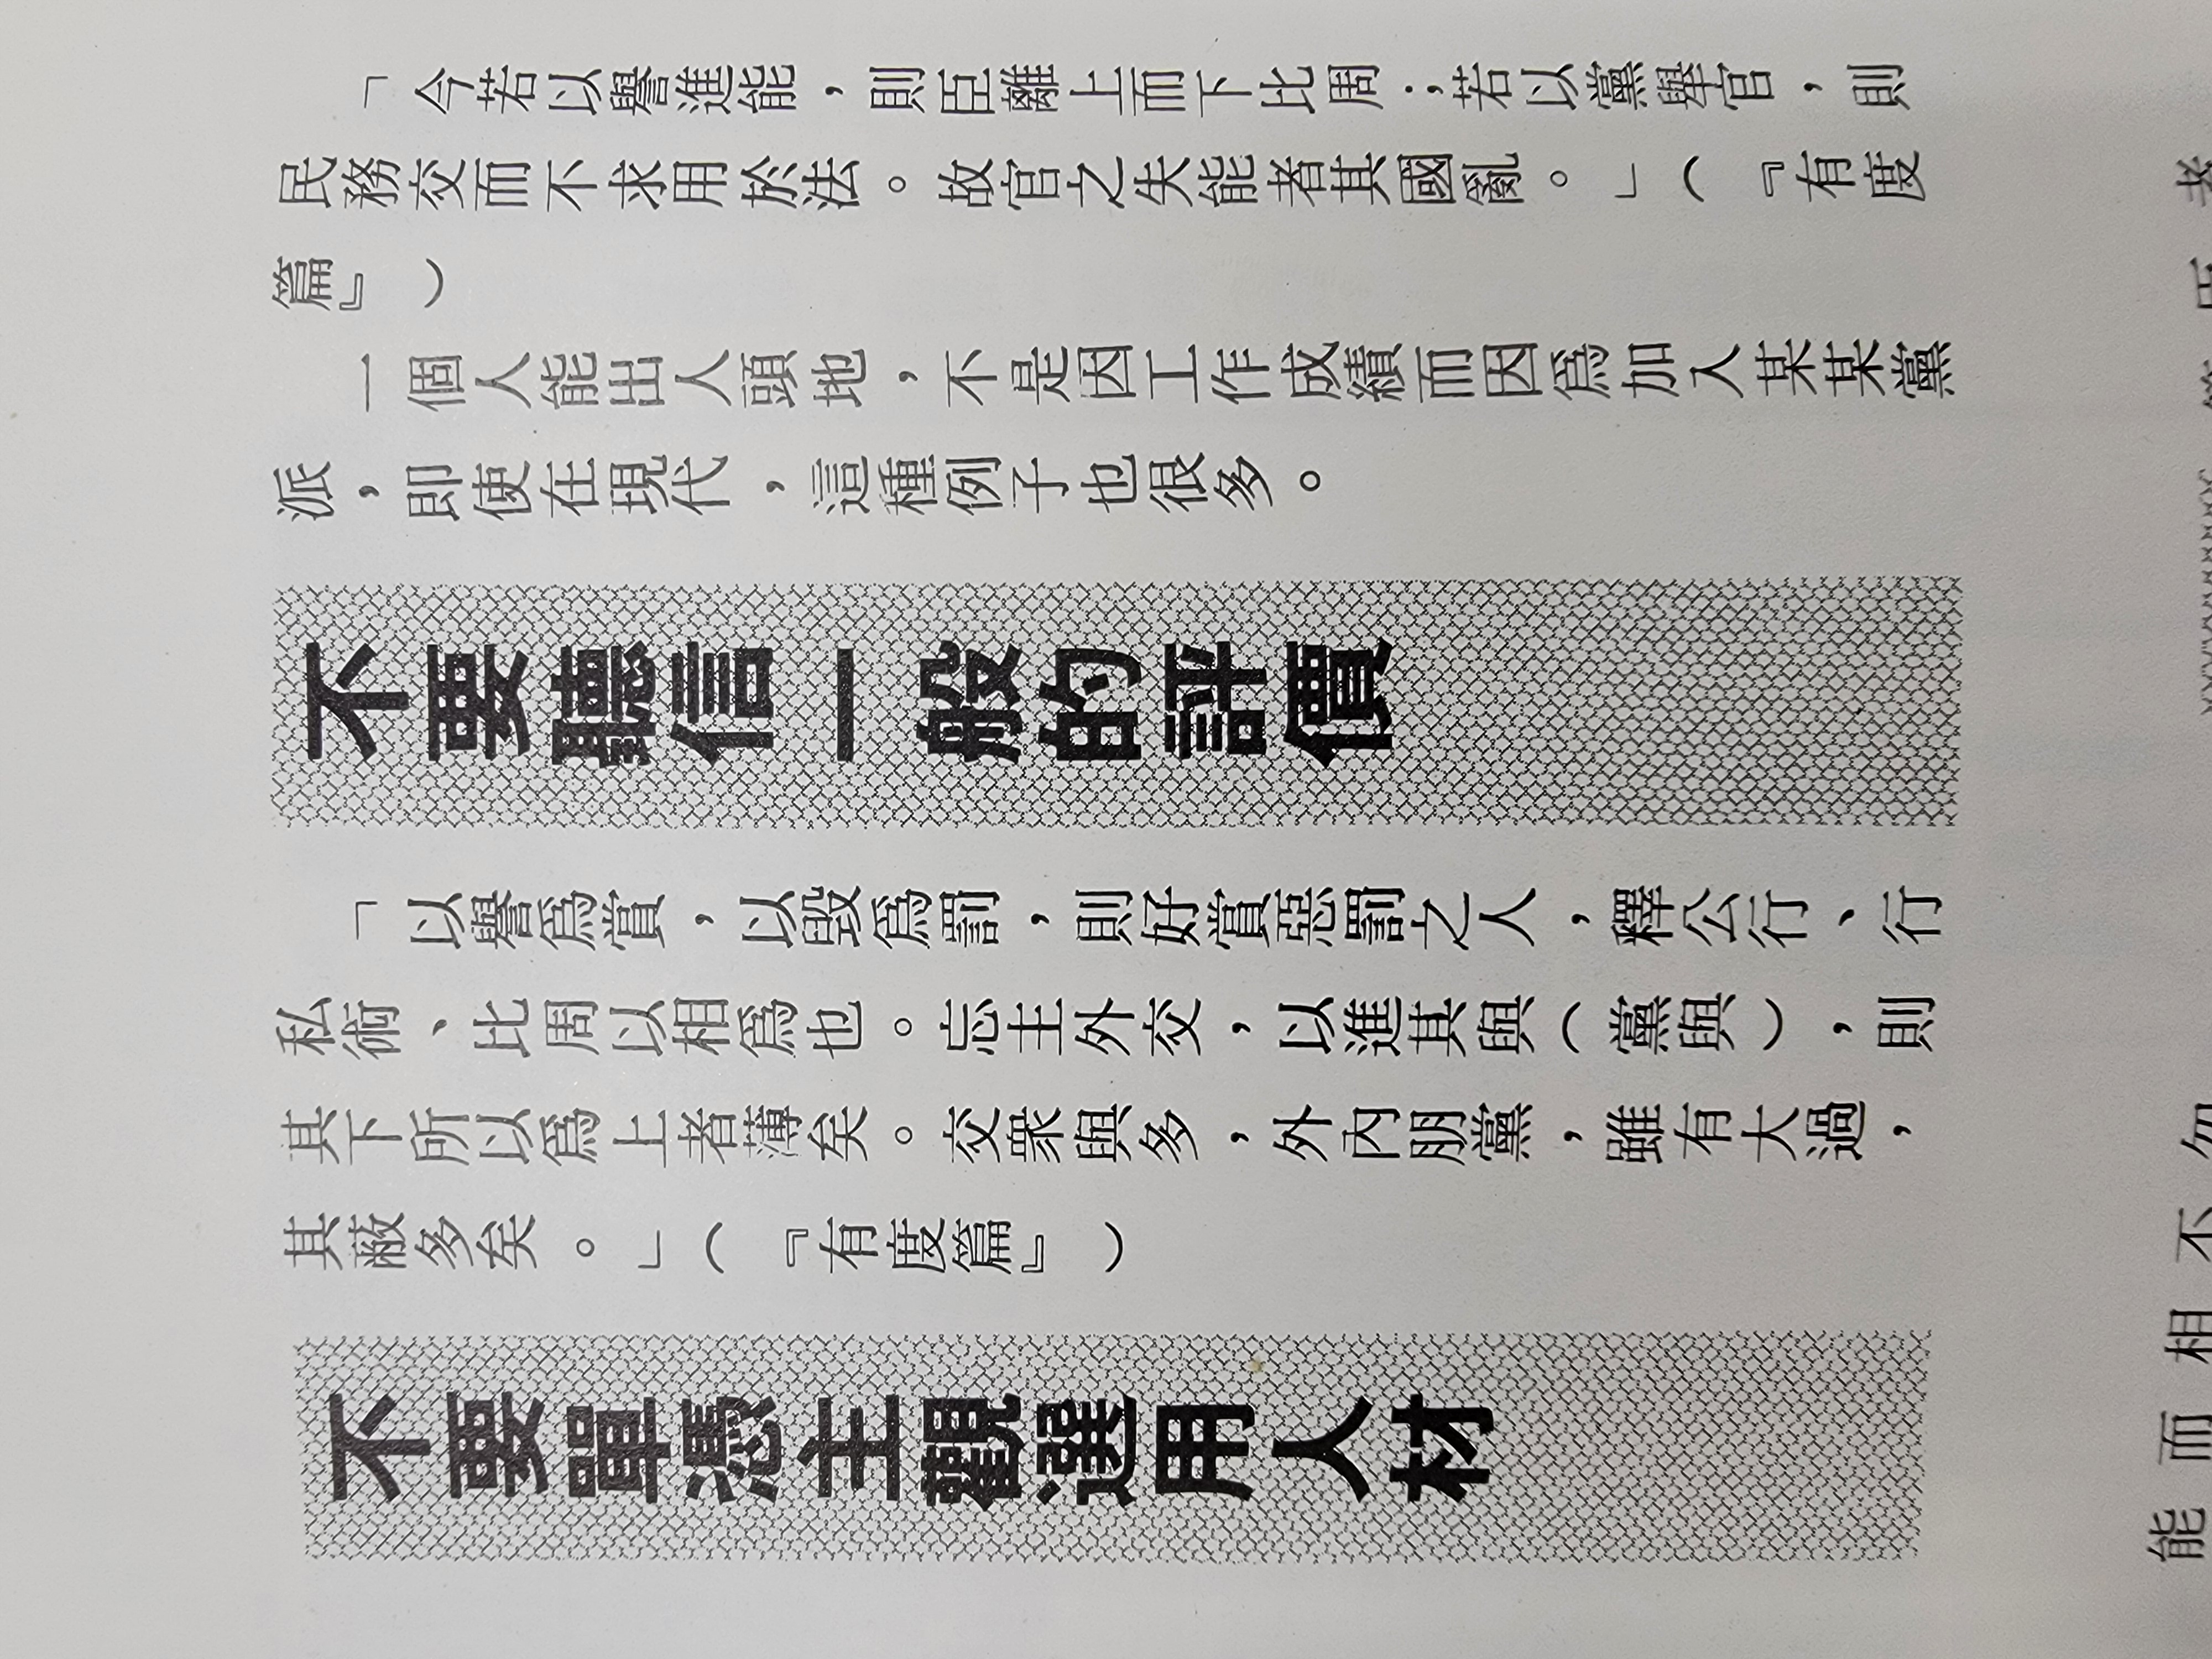 「今若以譽進能，則臣離上而下比周；若以黨舉官，則
民務交而不求用於法。故官之失能者其國亂。」（『有度
篇』）
一個人能出人頭地，不是因工作成績而因爲加入某某黨
派，即使在現代，這種例子也很多。
不要聽信一般的評價
「以譽爲賞，以毀爲罰，則好賞惡罰之人，釋公行、行
私術、比周以相爲也。忘主外交，以進其與（黨與），則
其下所以爲上者薄矣。交衆與多，外內朋黨，雖有大過，
其蔽多矣。」（『有度篇』）
不要單憑主觀選用人材
者
勿
不
相
而
能